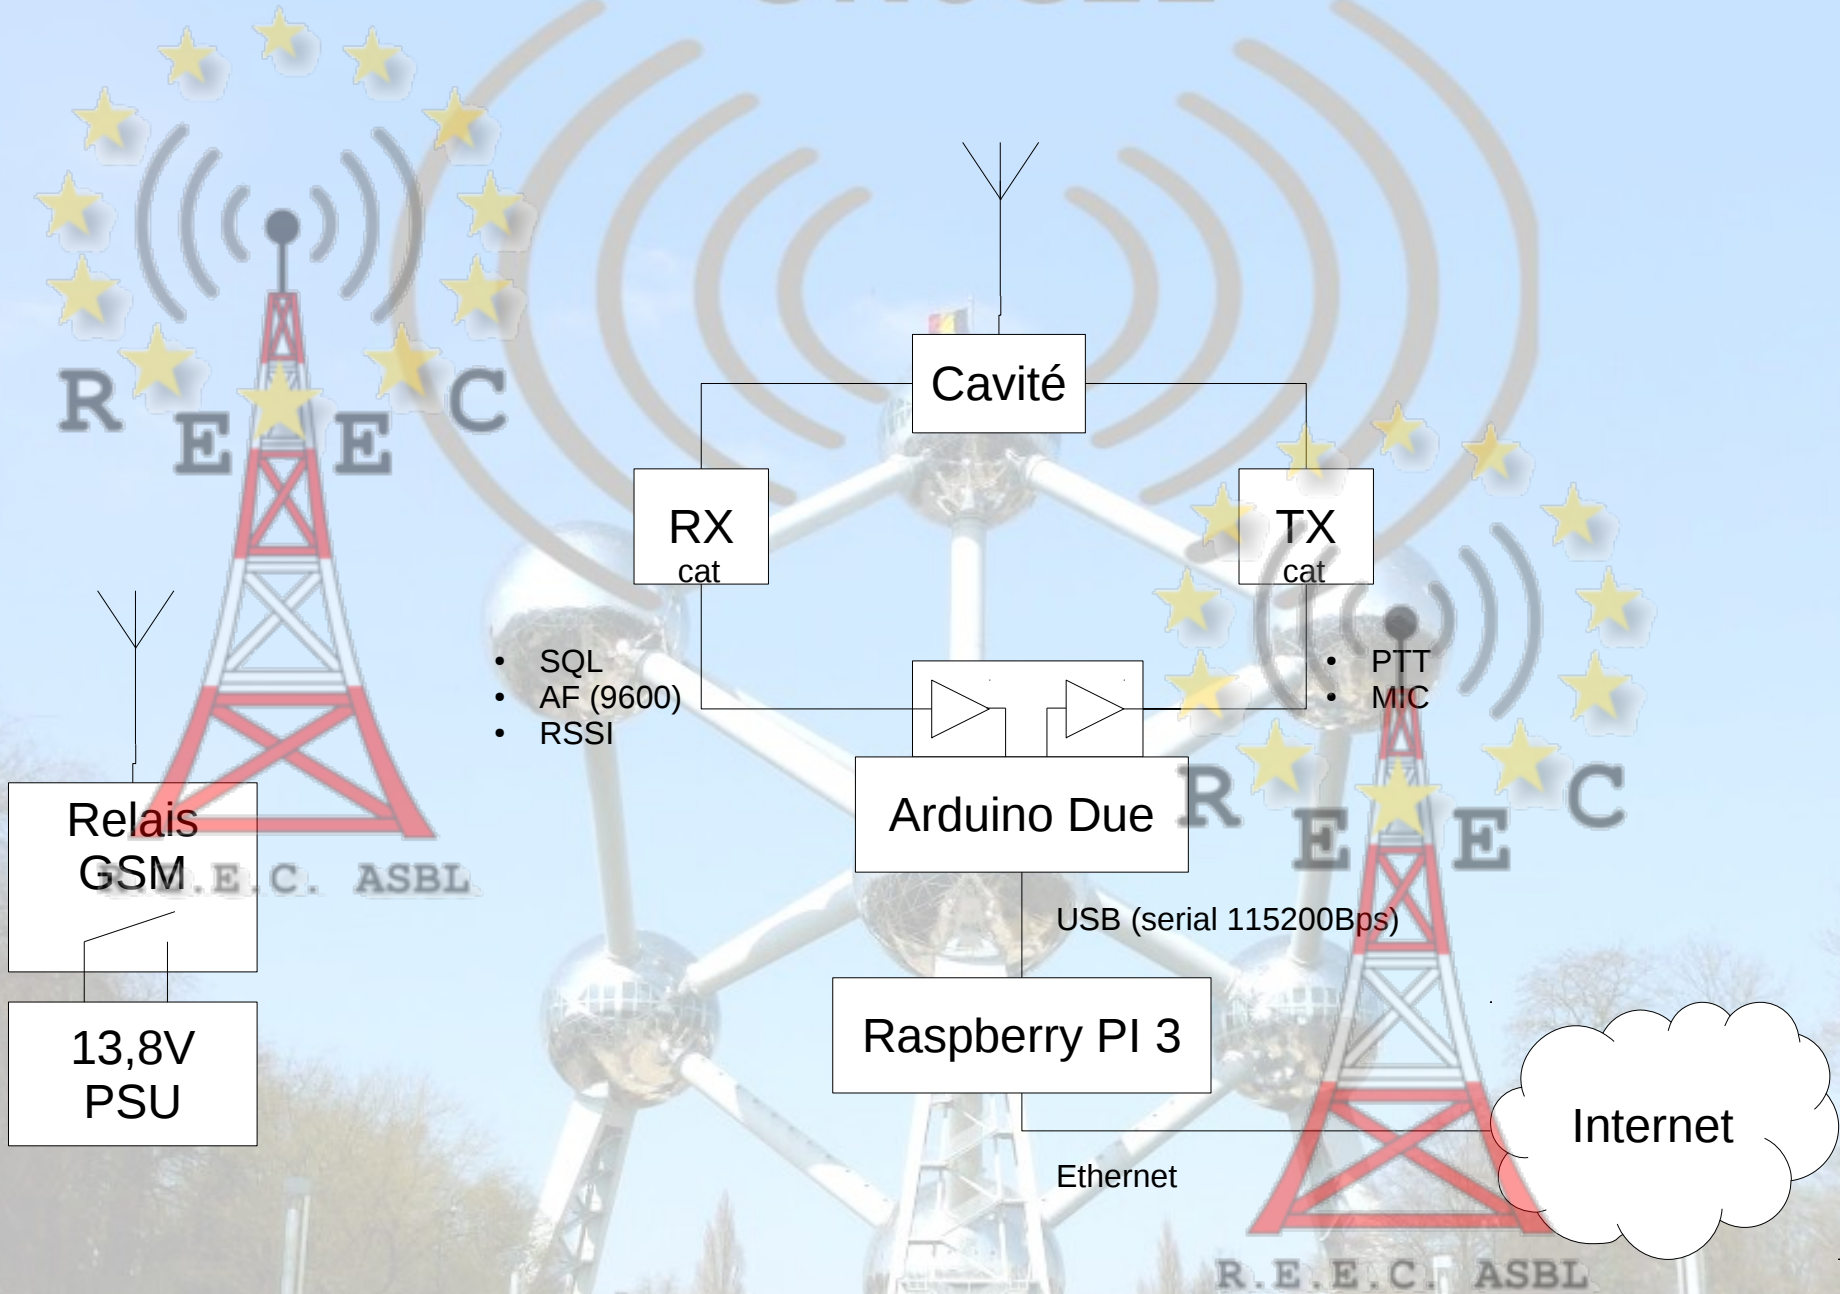 R E E C
R.E.E.C. ASBL
Cavité
RX
cat
TX
cat
• SQL
• AF (9600)
• RSSI
• PTT
• MIC
Relais
GSM
Arduino Due
R E E C
USB (serial 115200Bps)
13,8V
PSU
Raspberry PI 3
Internet
Ethernet
R.E.E.C. ASBL